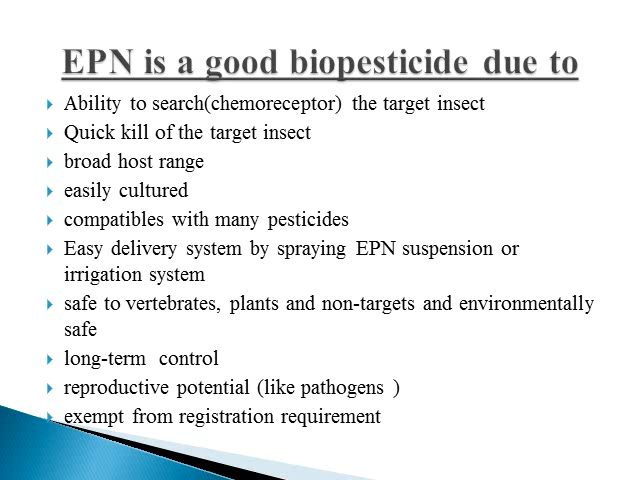 EPN is a good biopesticide due to
Ability to search(chemoreceptor) the target insect
Quick kill of the target insect
broad host range
easily cultured
compatibles with many pesticides
Easy delivery system by spraying EPN suspension or
irrigation system
safe to vertebrates, plants and non-targets and environmentally
safe
long-term control
reproductive potential (like pathogens )
exempt from registration requirement